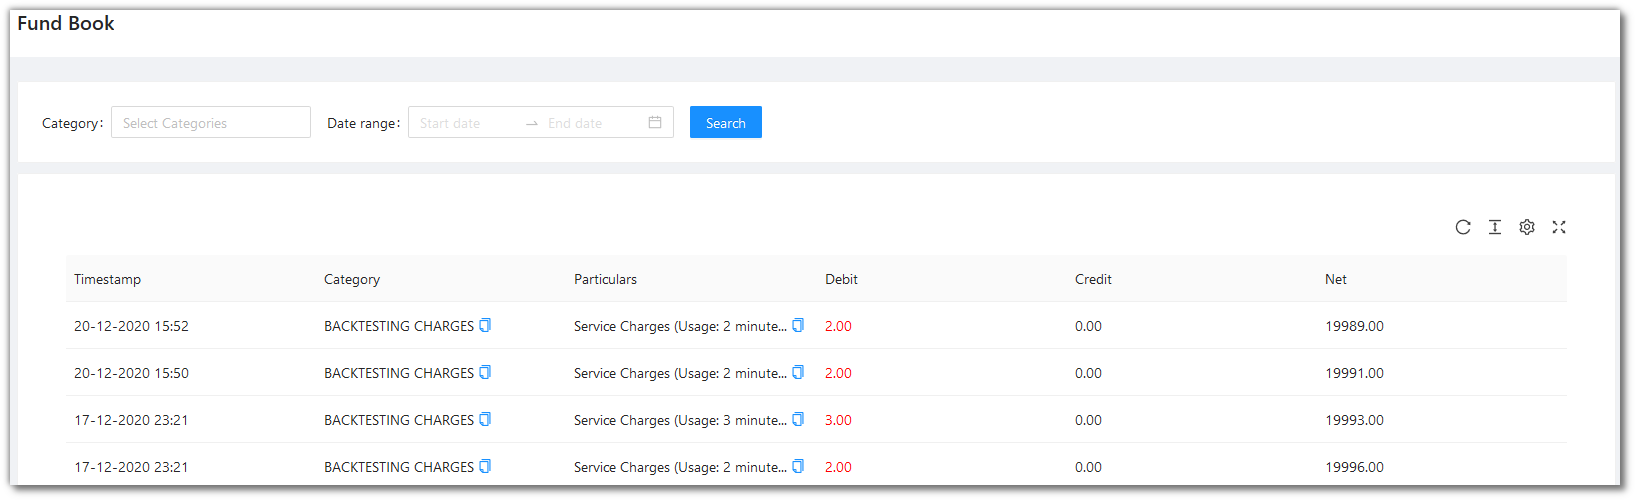 Fund Book
Category: Select Categories Date range: Start date → End date Search
Timestamp Category Particulars Debit Credit Net
20-12-2020 15:52 BACKTESTING CHARGES Service Charges (Usage: 2 minute... 2.00 0.00 19989.00
20-12-2020 15:50 BACKTESTING CHARGES Service Charges (Usage: 2 minute... 2.00 0.00 19991.00
17-12-2020 23:21 BACKTESTING CHARGES Service Charges (Usage: 3 minute... 3.00 0.00 19993.00
17-12-2020 23:21 BACKTESTING CHARGES Service Charges (Usage: 2 minute... 2.00 0.00 19996.00